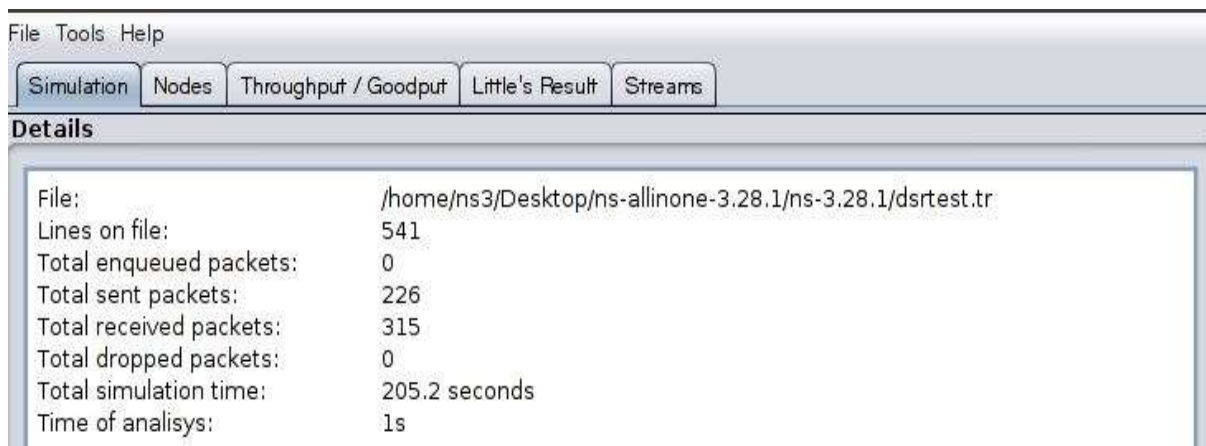 File Tools Help
Simulation Nodes Throughput / Goodput Little's Result Streams
Details
File: /home/ns3/Desktop/ns-allinone-3.28.1/ns-3.28.1/dsrtest.tr
Lines on file: 541
Total enqueued packets: 0
Total sent packets: 226
Total received packets: 315
Total dropped packets: 0
Total simulation time: 205.2 seconds
Time of analisys: 1s